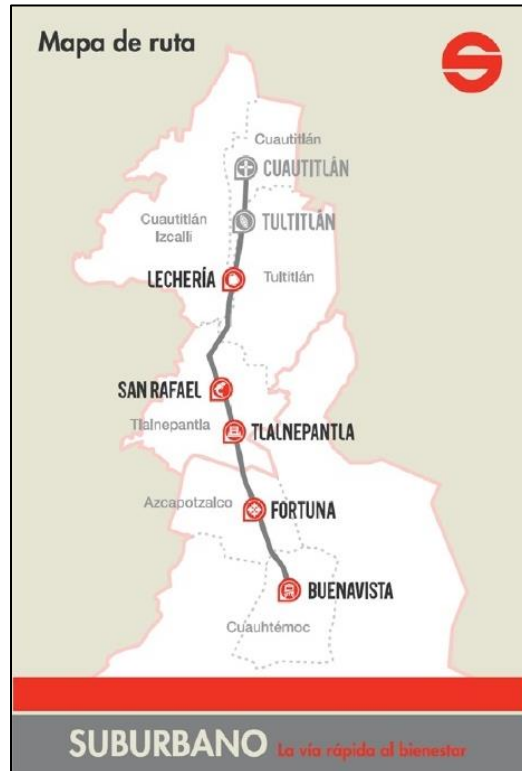 Mapa de ruta
Cuautitlán
CUAUTITLÁN
TULTITLÁN
Cuautitlán
Izcalli
LECHERÍA
Tultitlán
SAN RAFAEL
Tlalnepantla
TLALNEPANTLA
Azcapotzalco
FORTUNA
BUENAVISTA
Cuauhtémoc
SUBURBANO La vía rápida al bienestar